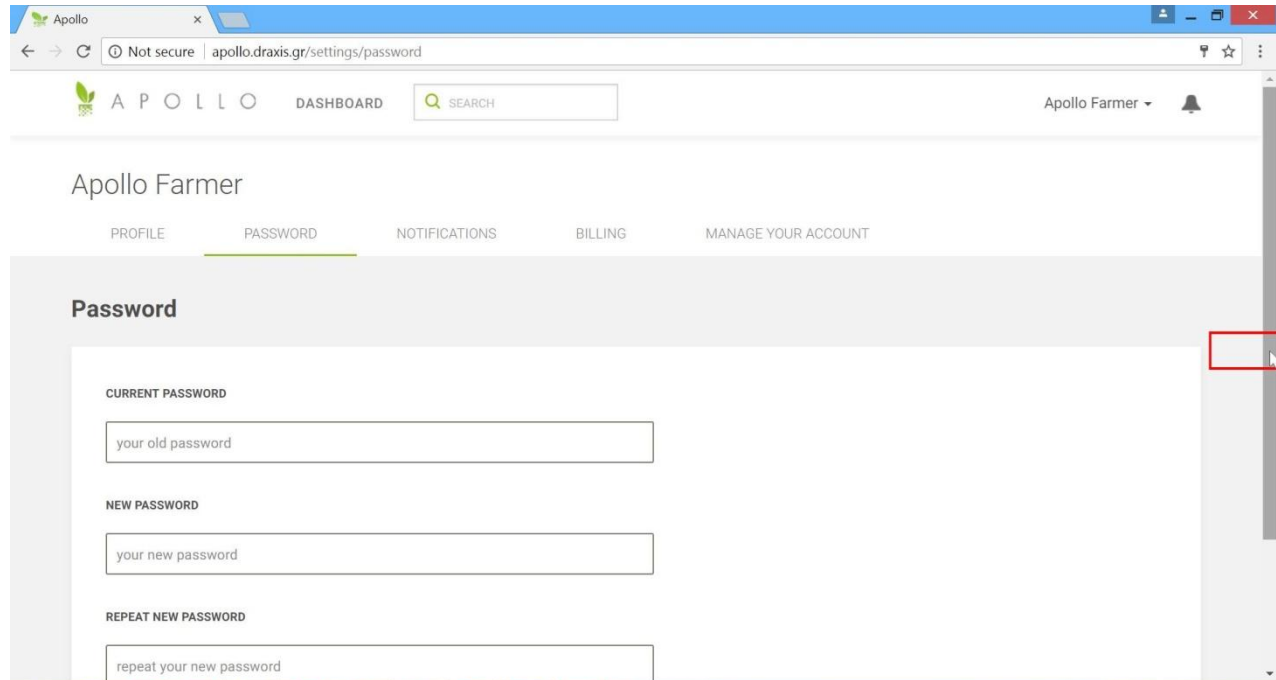 Apollo
Not secure apollo.draxis.gr/settings/password
APOLLO DASHBOARD SEARCH Apollo Farmer
Apollo Farmer
PROFILE PASSWORD NOTIFICATIONS BILLING MANAGE YOUR ACCOUNT
Password
CURRENT PASSWORD
your old password
NEW PASSWORD
your new password
REPEAT NEW PASSWORD
repeat your new password